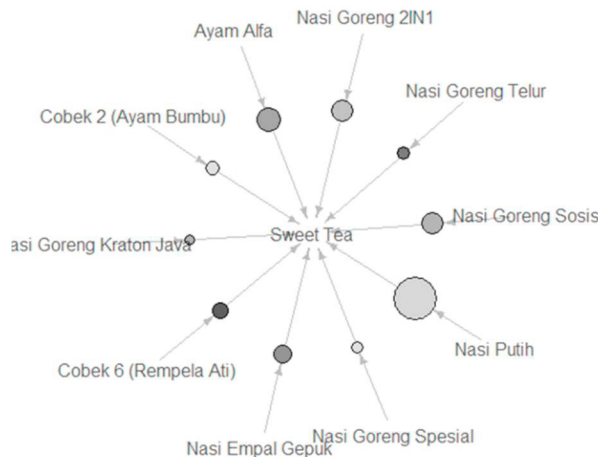 Nasi Goreng 2IN1
Ayam Alfa
Nasi Goreng Telur
Cobek 2 (Ayam Bumbu)
Nasi Goreng Sosis
Sweet Tea
asi Goreng Kraton Java
Nasi Putih
Cobek 6 (Rempela Ati)
Nasi Goreng Spesial
Nasi Empal Gepuk